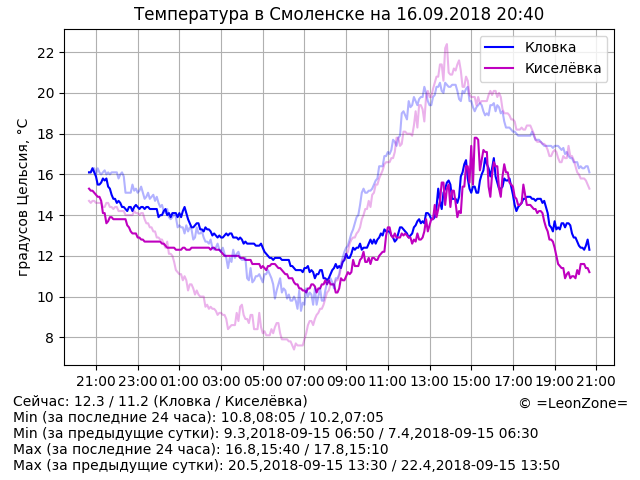 Температура в Смоленске на 16.09.2018 20:40
градусов Цельсия, °C
22
20
18
16
14
12
10
8
Кловка
Киселёвка
21:00 23:00 01:00 03:00 05:00 07:00 09:00 11:00 13:00 15:00 17:00 19:00 21:00
Сейчас: 12.3 / 11.2 (Кловка / Киселёвка)
© =LeonZone=
Min (за последние 24 часа): 10.8,08:05 / 10.2,07:05
Min (за предыдущие сутки): 9.3,2018-09-15 06:50 / 7.4,2018-09-15 06:30
Max (за последние 24 часа): 16.8,15:40 / 17.8,15:10
Max (за предыдущие сутки): 20.5,2018-09-15 13:30 / 22.4,2018-09-15 13:50